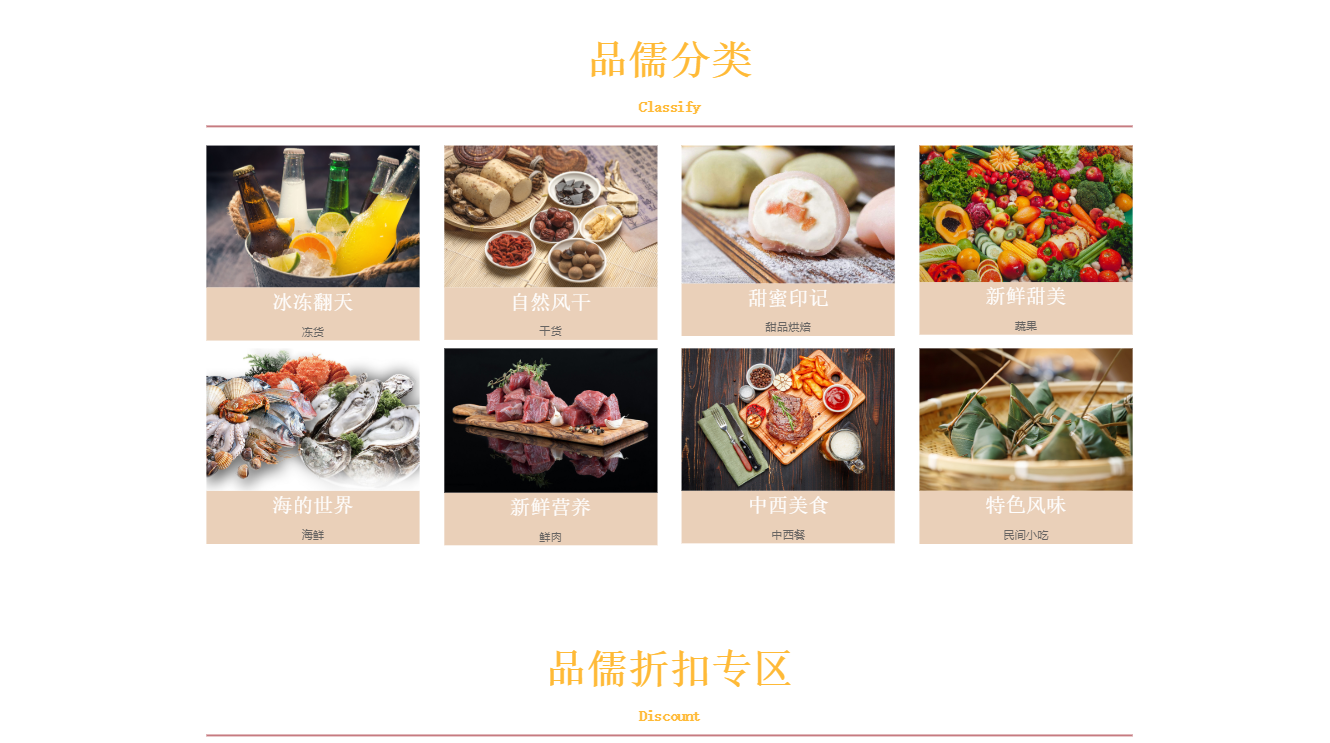 品儒分类
Classify
冰冻翻天
冻货
自然风干
干货
甜蜜印记
甜品烘焙
新鲜甜美
蔬果
海的世界
海鲜
新鲜营养
鲜肉
中西美食
中西餐
特色风味
民间小吃
品儒折扣专区
Discount